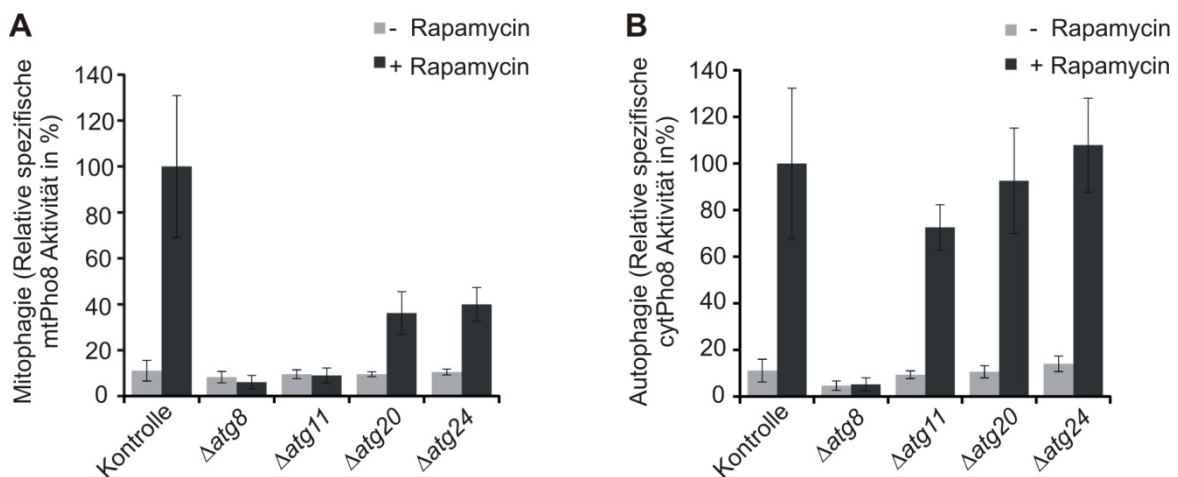 A
- Rapamycin
+ Rapamycin
Mitophagie (Relative spezifische
mtPho8 Aktivität in %)
140
120
100
80
60
40
20
0
Kontrolle
Δatg8
Δatg11
Δatg20
Δatg24
B
- Rapamycin
+ Rapamycin
Autophagie (Relative spezifische
cytPho8 Aktivität in%)
140
120
100
80
60
40
20
0
Kontrolle
Δatg8
Δatg11
Δatg20
Δatg24